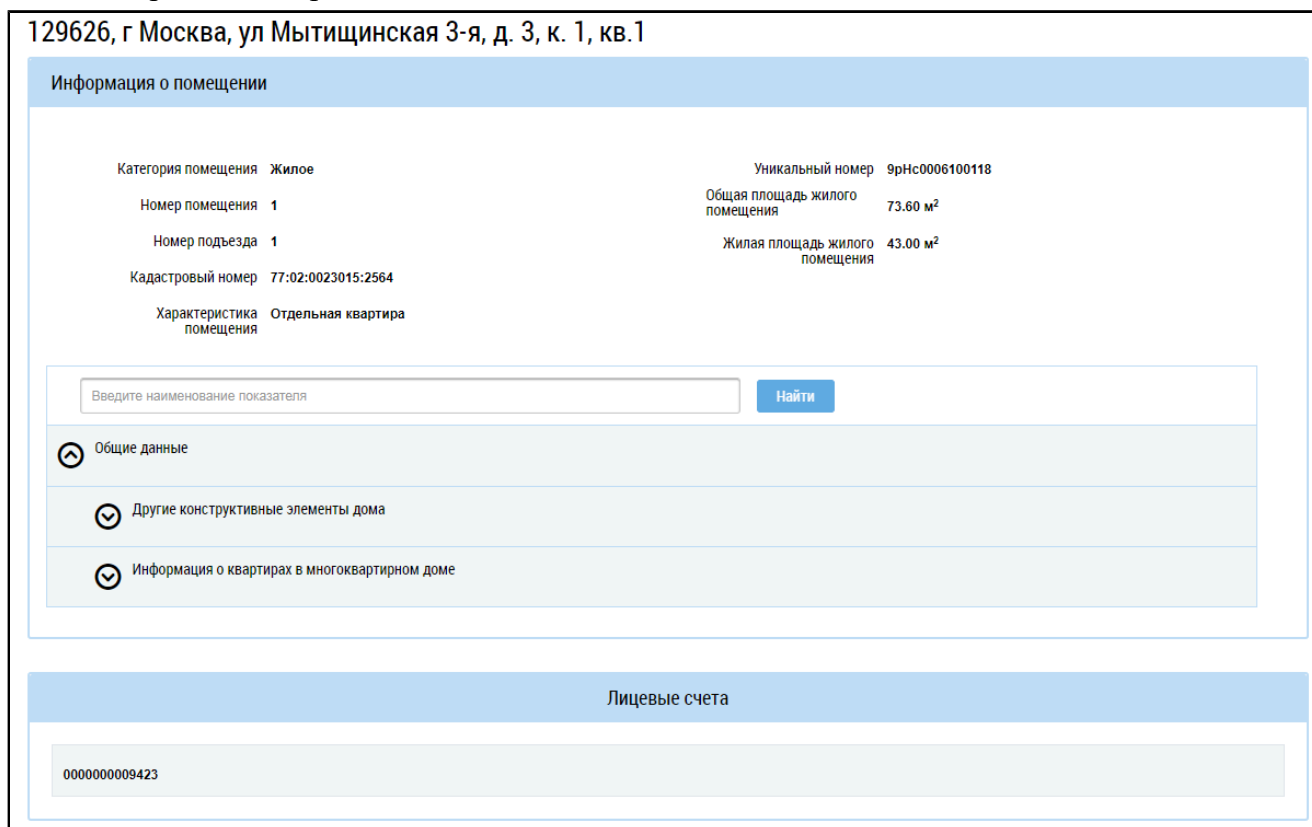 129626, г Москва, ул Мытищинская 3-я, д. 3, к. 1, кв.1
Информация о помещении
Категория помещения Жилое
Номер помещения 1
Номер подъезда 1
Кадастровый номер 77:02:0023015:2564
Характеристика помещения Отдельная квартира
Уникальный номер 9рНс0006100118
Общая площадь жилого помещения 73.60 м²
Жилая площадь жилого помещения 43.00 м²
Введите наименование показателя
Найти
Общие данные
Другие конструктивные элементы дома
Информация о квартирах в многоквартирном доме
Лицевые счета
0000000009423